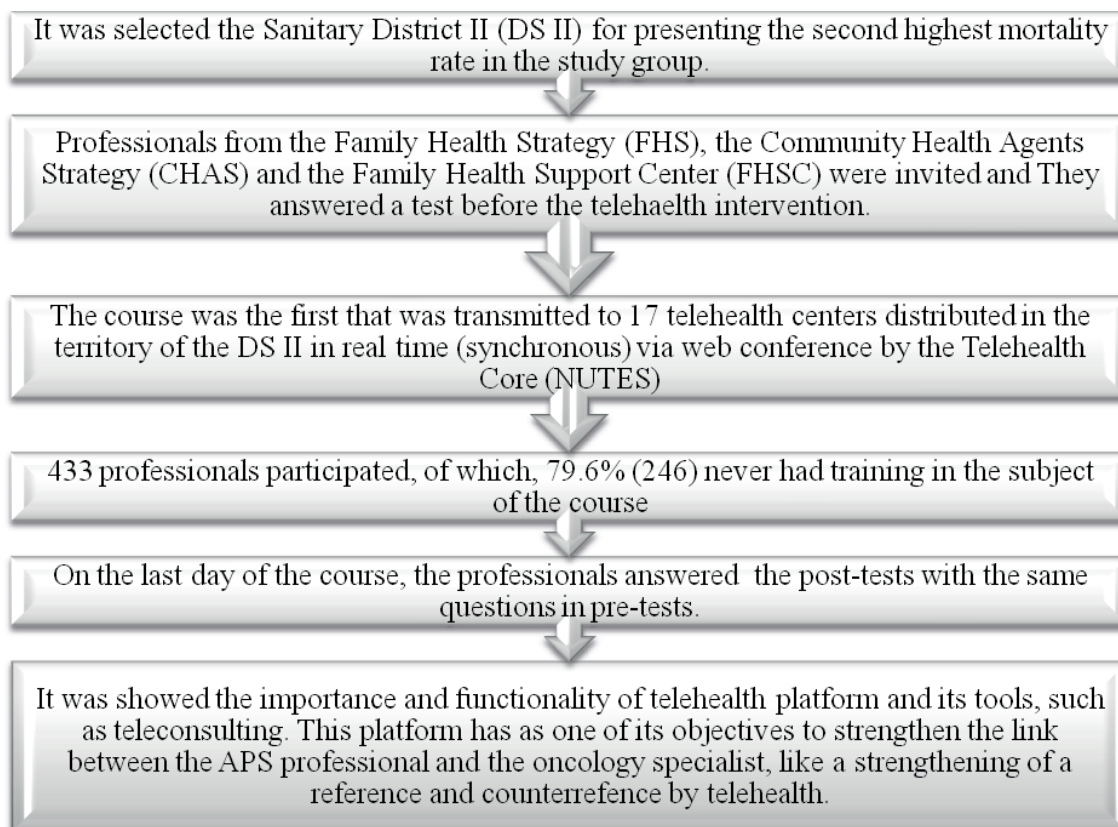 It was selected the Sanitary District II (DS II) for presenting the second highest mortality
rate in the study group.
Professionals from the Family Health Strategy (FHS), the Community Health Agents
Strategy (CHAS) and the Family Health Support Center (FHSC) were invited and They
answered a test before the telehaelth intervention.
The course was the first that was transmitted to 17 telehealth centers distributed in the
territory of the DS II in real time (synchronous) via web conference by the Telehealth
Core (NUTES)
433 professionals participated, of which, 79.6% (246) never had training in the subject
of the course
On the last day of the course, the professionals answered the post-tests with the same
questions in pre-tests.
It was showed the importance and functionality of telehealth platform and its tools, such
as teleconsulting. This platform has as one of its objectives to strengthen the link
between the APS professional and the oncology specialist, like a strengthening of a
reference and counterrefence by telehealth.